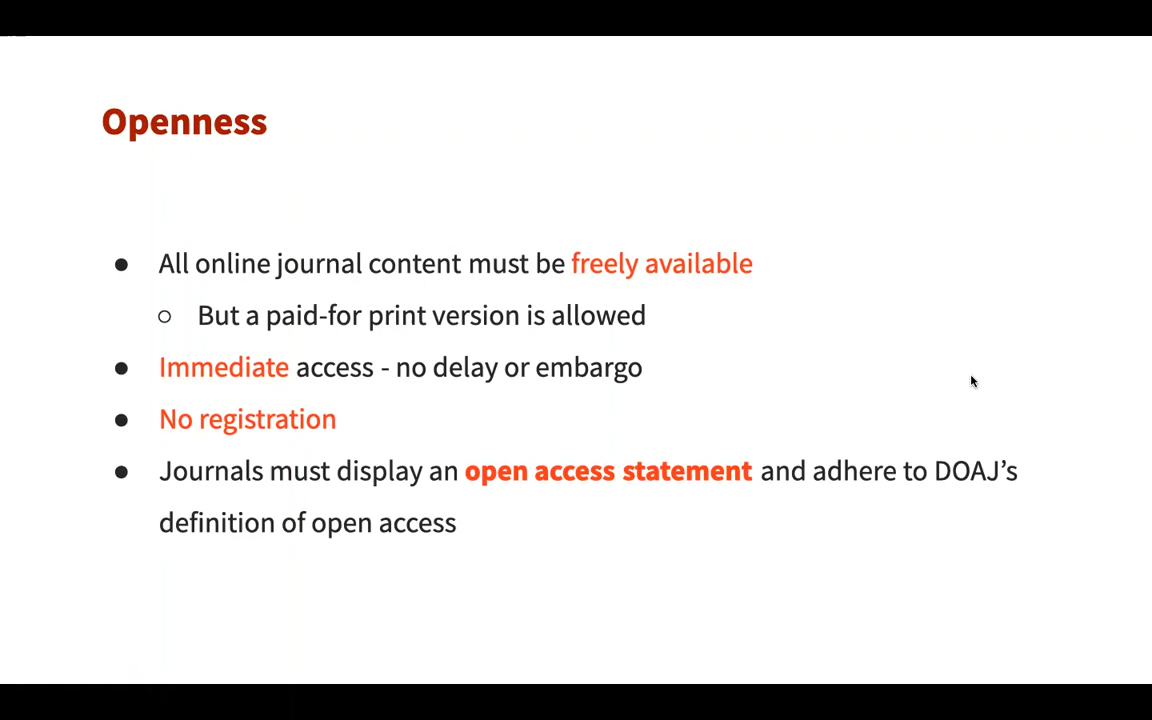 Openness
● All online journal content must be freely available
○ But a paid-for print version is allowed
● Immediate access - no delay or embargo
● No registration
● Journals must display an open access statement and adhere to DOAJ’s
definition of open access